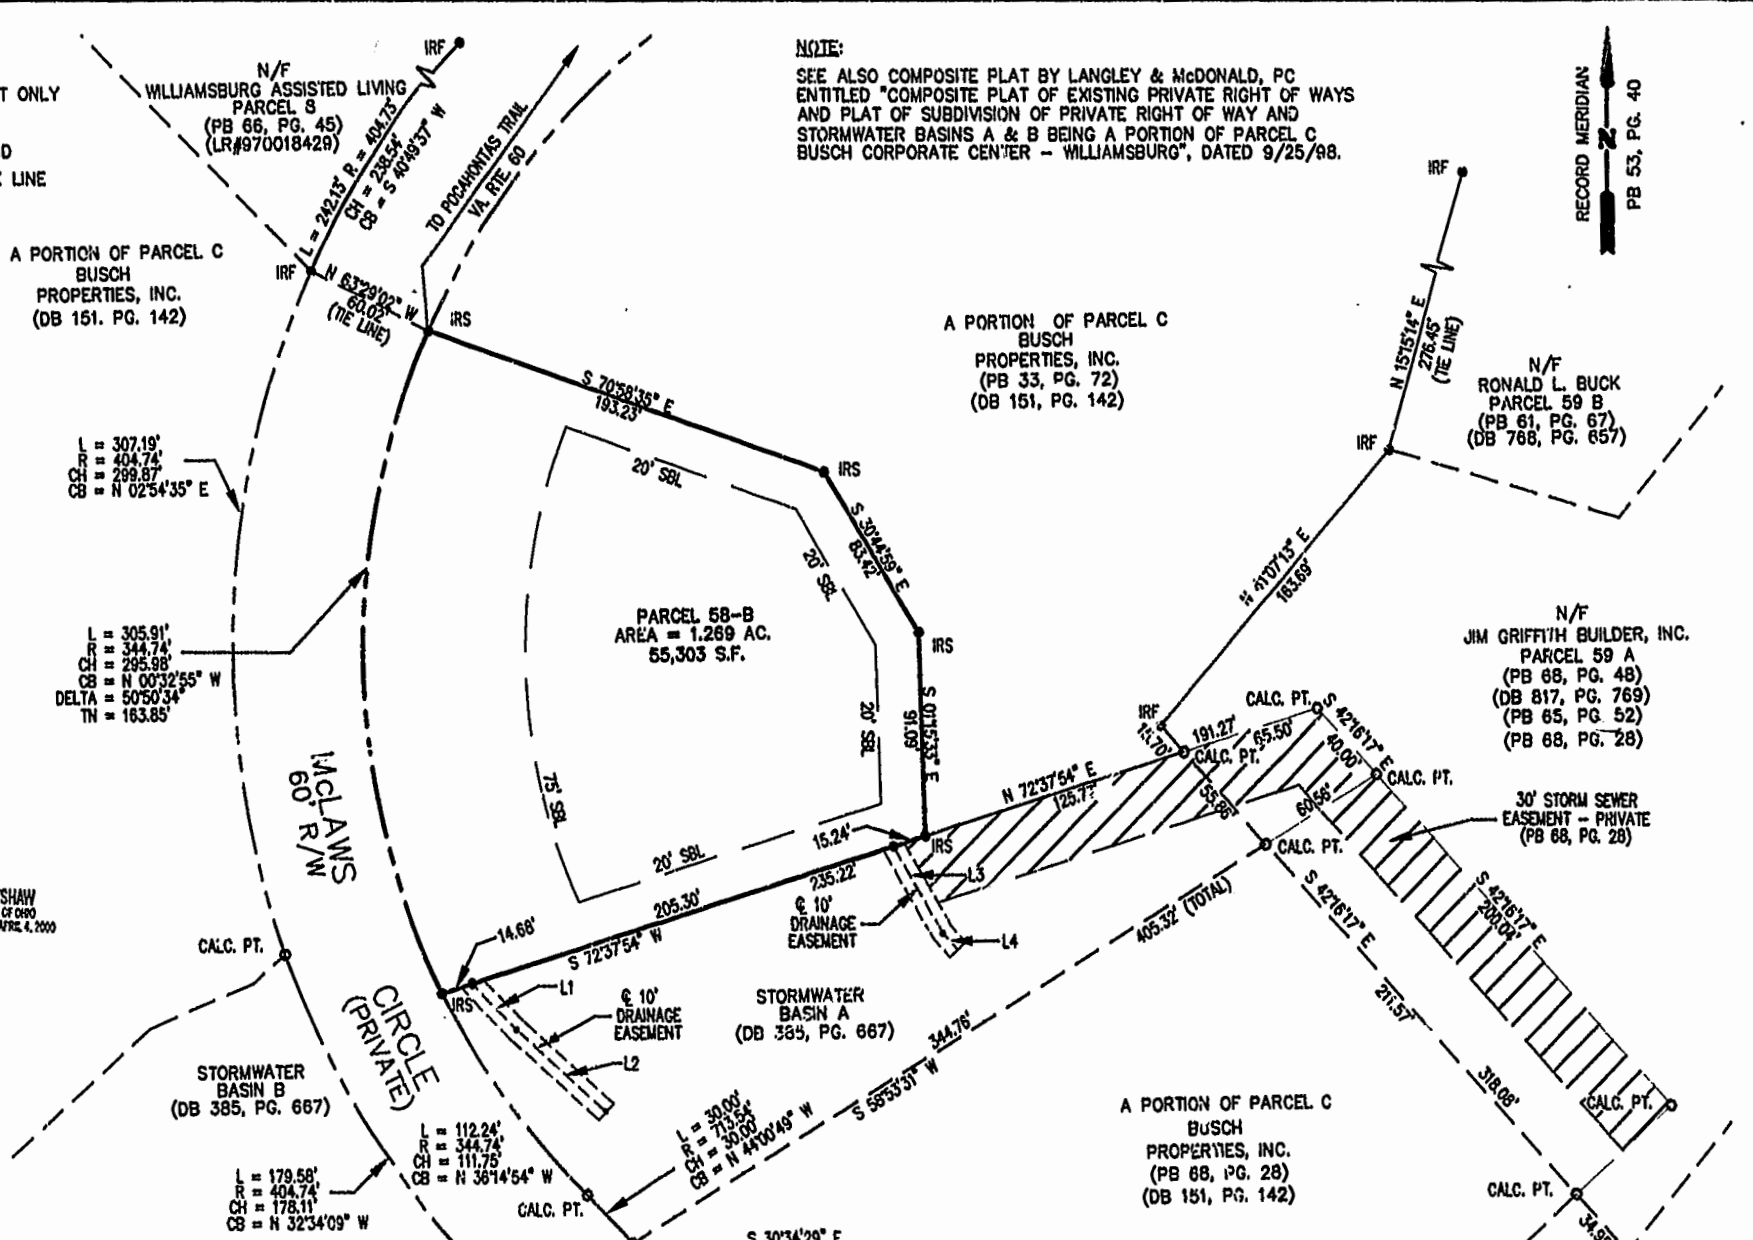 T ONLY
D
LINE
N/F
WILLIAMSBURG ASSISTED LIVING
PARCEL 8
(PB 66, PG. 45)
(LR#970018429)
IRF
L = 242.13' R = 404.73'
CH = 238.54'
CB = S 40°49'37" W
TO POCAHONTAS TRAIL
VA. RTE. 60
NOTE:
SEE ALSO COMPOSITE PLAT BY LANGLEY & McDONALD, PC
ENTITLED "COMPOSITE PLAT OF EXISTING PRIVATE RIGHT OF WAYS
AND PLAT OF SUBDIVISION OF PRIVATE RIGHT OF WAY AND
STORMWATER BASINS A & B BEING A PORTION OF PARCEL C
BUSCH CORPORATE CENTER - WILLIAMSBURG", DATED 9/25/98.
RECORD MERIDIAN
N
PB 53, PG. 40
A PORTION OF PARCEL C
BUSCH
PROPERTIES, INC.
(DB 151. PG. 142)
IRF
N 63°29'02" W
60.02'
(TIE LINE)
IRS
A PORTION OF PARCEL C
BUSCH
PROPERTIES, INC.
(PB 33, PG. 72)
(DB 151, PG. 142)
IRF
N 15°15'14" E
276.45'
(TIE LINE)
IRF
N/F
RONALD L. BUCK
PARCEL 59 B
(PB 61, PG. 67)
(DB 768, PG. 657)
S 70°58'35" E
193.23'
IRS
20' SBL
L = 307.19'
R = 404.74'
CH = 299.87'
CB = N 02°54'35" E
S 30°44'59" E
83.42'
20' SBL
IRS
PARCEL 58-B
AREA = 1.269 AC.
55,303 S.F.
N 41°07'13" E
163.69'
L = 305.91'
R = 344.74'
CH = 295.98'
CB = N 00°32'55" W
DELTA = 50°50'34"
TN = 163.85'
N/F
JIM GRIFFITH BUILDER, INC.
PARCEL 59 A
(PB 68, PG. 48)
(DB 817, PG. 769)
(PB 65, PG. 52)
(PB 68, PG. 28)
S 01°15'33" E
91.09'
20' SBL
75' SBL
20' SBL
IRF
15.70'
191.27'
65.50'
CALC. PT.
CALC. PT.
S 42°16'17" E
40.00'
CALC. PT.
N 72°37'54" E
125.77'
55.86'
60.56'
CALC. PT.
30' STORM SEWER
EASEMENT - PRIVATE
(PB 68, PG. 28)
McLAWS
60' R/W
15.24'
IRS
235.22'
205.30'
S 72°37'54" W
14.68'
IRS
L3
L4
℄ 10'
DRAINAGE
EASEMENT
405.32' (TOTAL)
S 42°16'17" E
200.04'
S 42°16'17" E
318.08'
CALC. PT.
SHAW
APRIL 4, 2000
CALC. PT.
CIRCLE
(PRIVATE)
L1
℄ 10'
DRAINAGE
EASEMENT
L2
STORMWATER
BASIN A
(DB 385, PG. 667)
344.76'
S 58°53'31" W
STORMWATER
BASIN B
(DB 385, PG. 667)
L = 112.24'
R = 344.74'
CH = 111.75'
CB = N 36°14'54" W
L = 30.00'
R = 713.54'
CH = 30.00'
CB = N 44°00'49" W
L = 179.58'
R = 404.74'
CH = 178.11'
CB = N 32°34'09" W
CALC. PT.
A PORTION OF PARCEL C
BUSCH
PROPERTIES, INC.
(PB 68, PG. 28)
(DB 151, PG. 142)
CALC. PT.
S 30°34'29" E